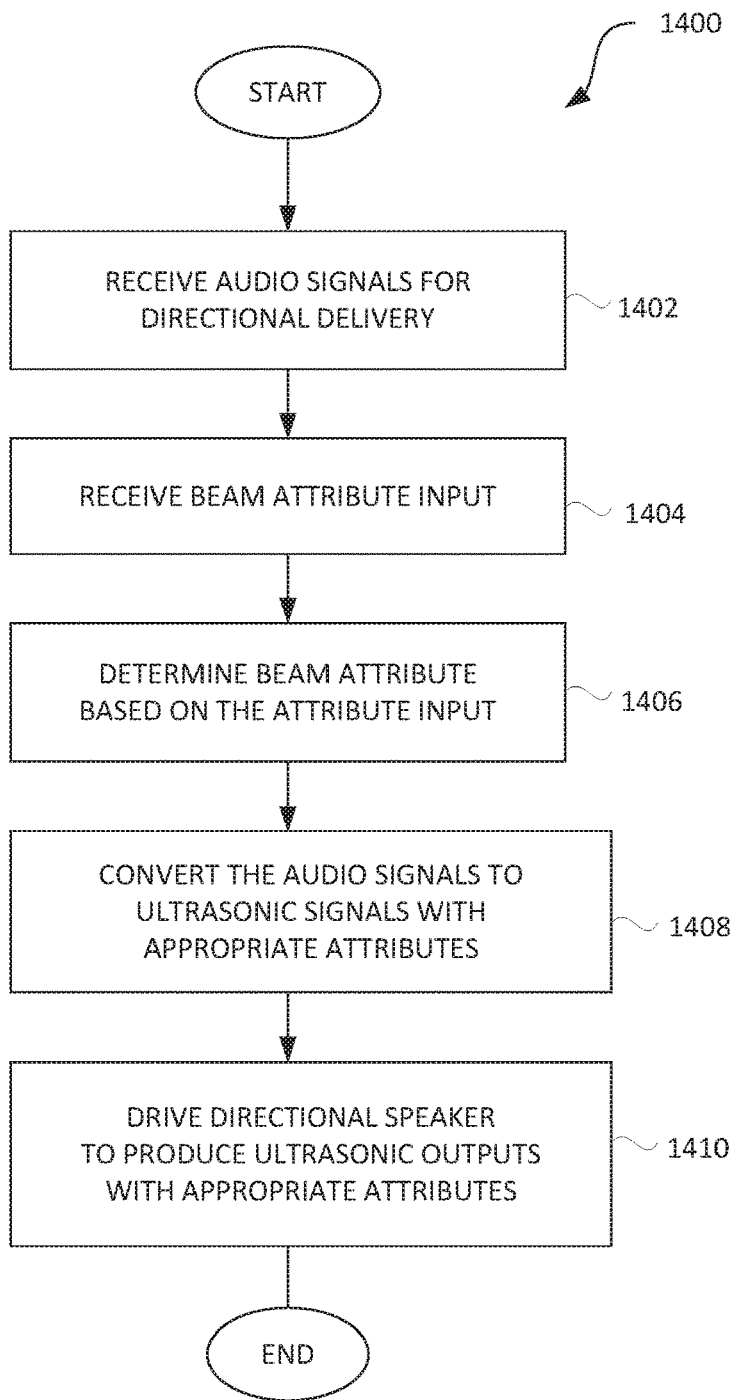 1400
START
RECEIVE AUDIO SIGNALS FOR
DIRECTIONAL DELIVERY
1402
RECEIVE BEAM ATTRIBUTE INPUT
1404
DETERMINE BEAM ATTRIBUTE
BASED ON THE ATTRIBUTE INPUT
1406
CONVERT THE AUDIO SIGNALS TO
ULTRASONIC SIGNALS WITH
APPROPRIATE ATTRIBUTES
1408
DRIVE DIRECTIONAL SPEAKER
TO PRODUCE ULTRASONIC OUTPUTS
WITH APPROPRIATE ATTRIBUTES
1410
END